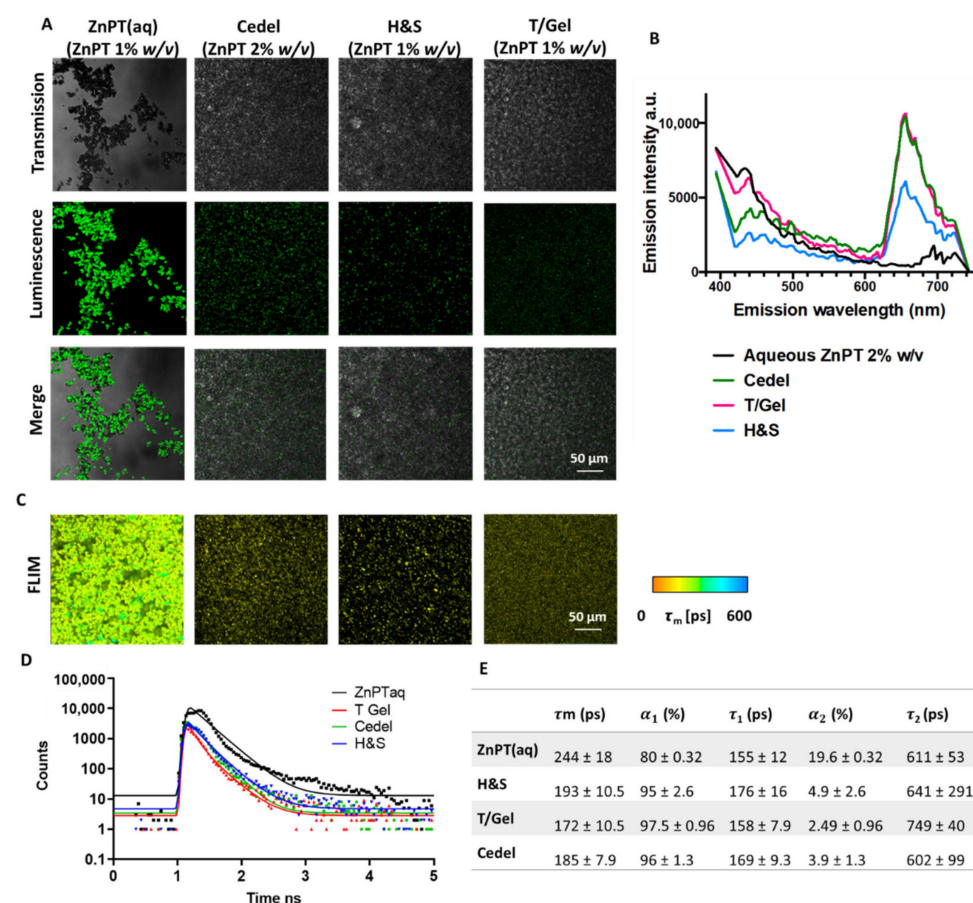 A
ZnPT(aq)
(ZnPT 1% w/v)
Cedel
(ZnPT 2% w/v)
H&S
(ZnPT 1% w/v)
T/Gel
(ZnPT 1% w/v)
Transmission
Luminescence
Merge
50 µm
B
Emission intensity a.u.
10,000
5000
0
400 500 600 700
Emission wavelength (nm)
Aqueous ZnPT 2% w/v
Cedel
T/Gel
H&S
C
FLIM
50 µm
0 τm [ps] 600
D
Counts
100,000
10,000
1000
100
10
1
0.1
0 1 2 3 4 5
Time ns
ZnPTaq
T Gel
Cedel
H&S
E
τm (ps) α1 (%) τ1 (ps) α2 (%) τ2 (ps)
ZnPT(aq) 244 ± 18 80 ± 0.32 155 ± 12 19.6 ± 0.32 611 ± 53
H&S 193 ± 10.5 95 ± 2.6 176 ± 16 4.9 ± 2.6 641 ± 291
T/Gel 172 ± 10.5 97.5 ± 0.96 158 ± 7.9 2.49 ± 0.96 749 ± 40
Cedel 185 ± 7.9 96 ± 1.3 169 ± 9.3 3.9 ± 1.3 602 ± 99